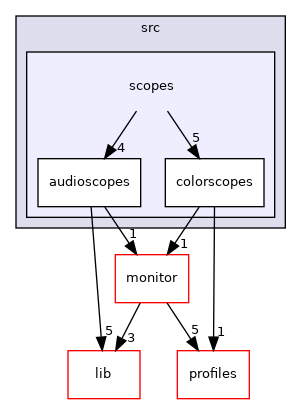 src
scopes
4
5
audioscopes
colorscopes
1
1
monitor
5
3
5
1
lib
profiles